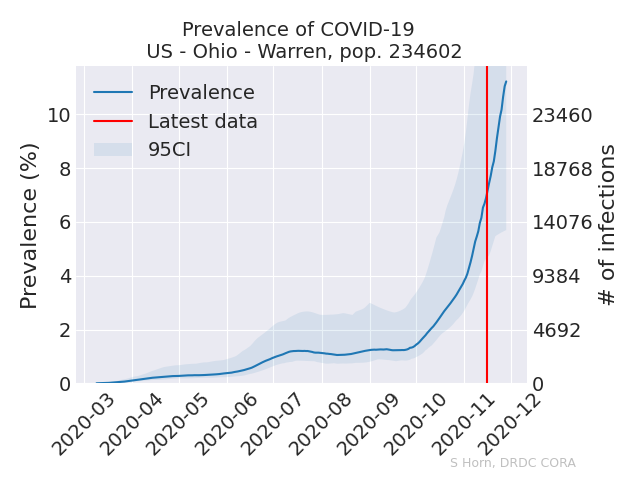 Prevalence of COVID-19
US - Ohio - Warren, pop. 234602
Prevalence
Latest data
95CI
Prevalence (%)
10
8
6
4
2
0
23460
18768
14076
9384
4692
0
# of infections
2020-03
2020-04
2020-05
2020-06
2020-07
2020-08
2020-09
2020-10
2020-11
2020-12
S Horn, DRDC CORA